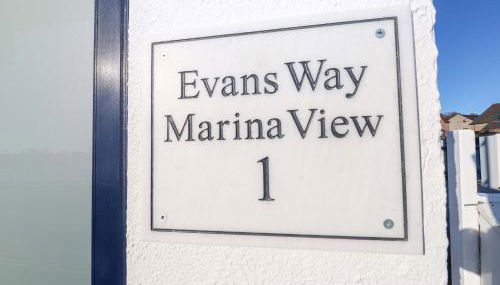 Evans Way
Marina View
1